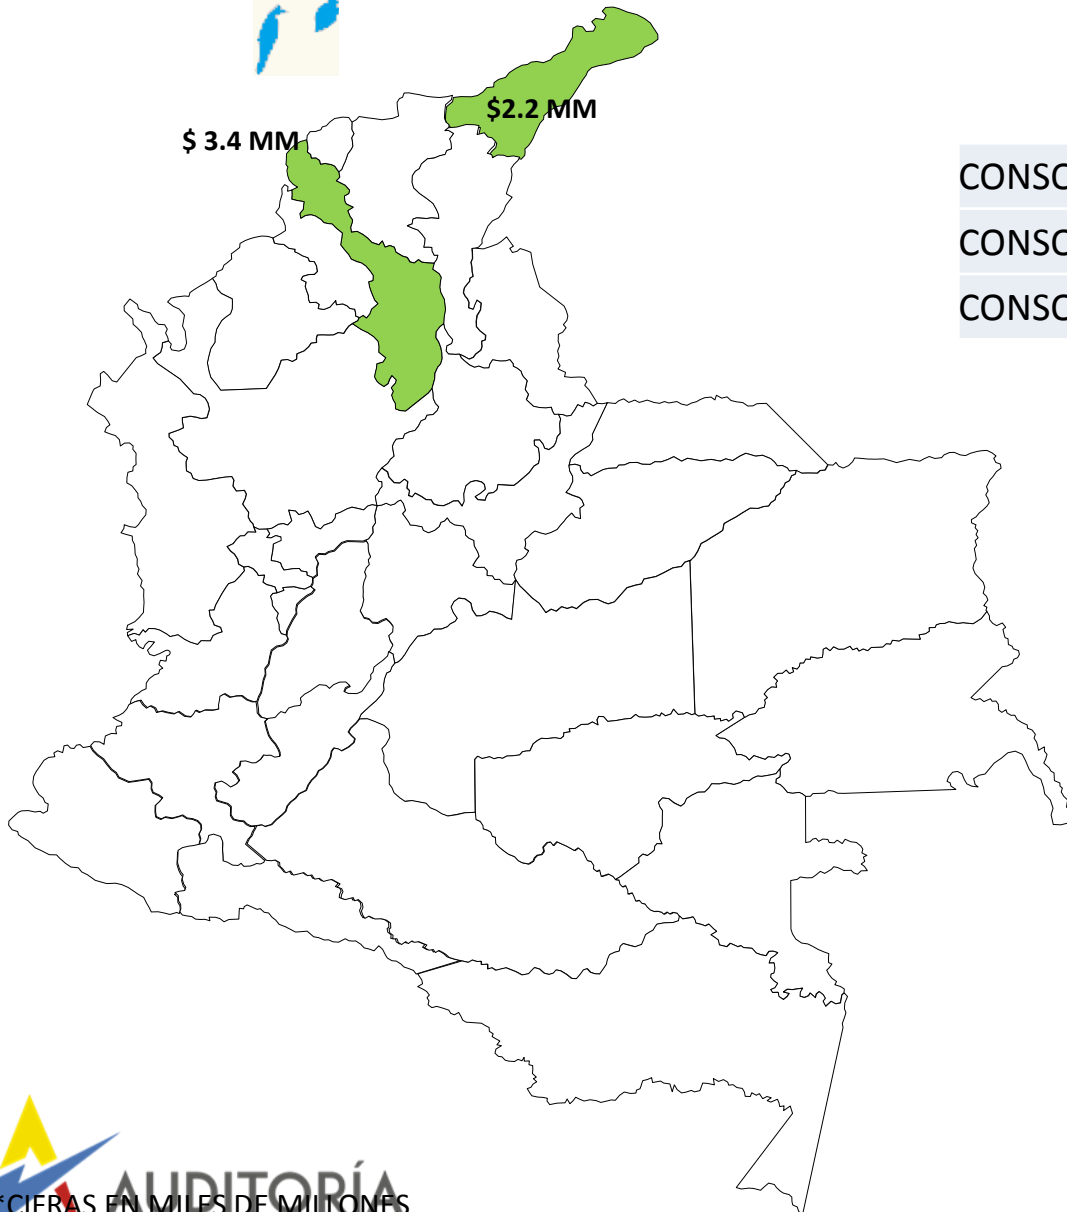 $2.2 MM
$ 3.4 MM
CONSO
CONSO
CONSO
AUDITORÍA
*CIFRAS EN MILES DE MILLONES